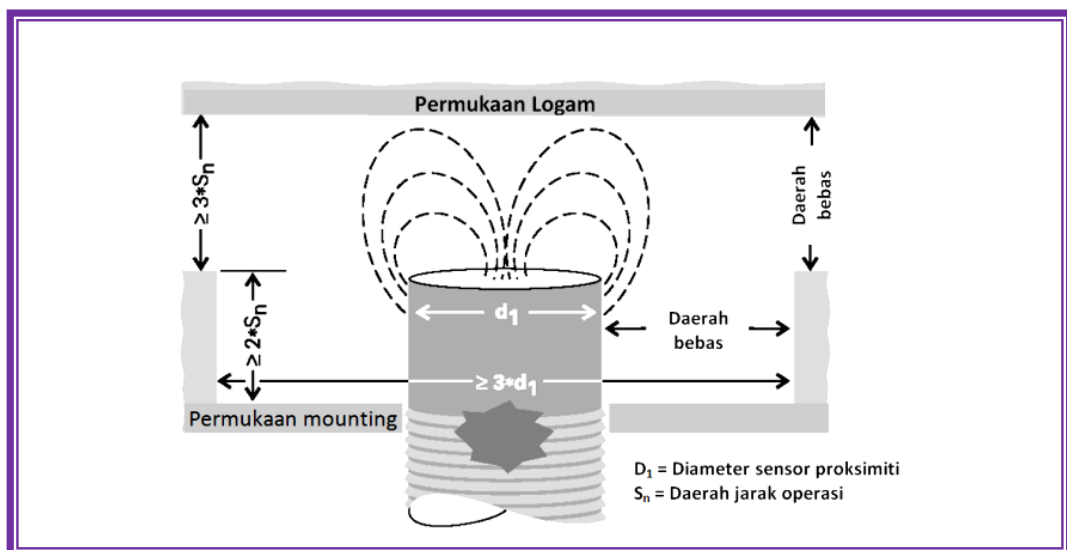 Permukaan Logam
≥ 3*Sn
Daerah
bebas
d1
≥ 2*Sn
Daerah
bebas
≥ 3*d1
Permukaan mounting
D1 = Diameter sensor proksimiti
Sn = Daerah jarak operasi